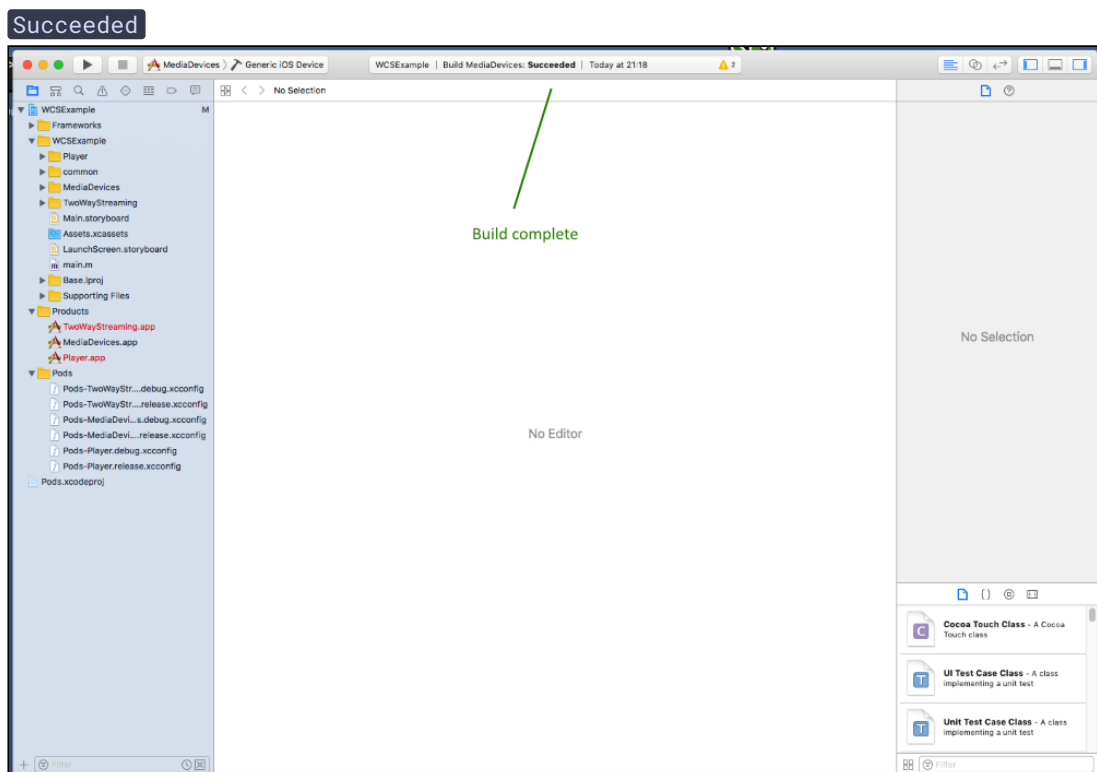 Succeeded
MediaDevices 〉 Generic iOS Device
WCSExample | Build MediaDevices: Succeeded | Today at 21:18
2
No Selection
WCSExample M
Frameworks
WCSExample
Player
common
MediaDevices
TwoWayStreaming
Main.storyboard
Assets.xcassets
LaunchScreen.storyboard
m main.m
Base.lproj
Supporting Files
Products
TwoWayStreaming.app
MediaDevices.app
Player.app
Pods
Pods-TwoWayStr....debug.xcconfig
Pods-TwoWayStr....release.xcconfig
Pods-MediaDevi...s.debug.xcconfig
Pods-MediaDevi....release.xcconfig
Pods-Player.debug.xcconfig
Pods-Player.release.xcconfig
Pods.xcodeproj
Filter
Build complete
No Editor
No Selection
C
Cocoa Touch Class - A Cocoa
Touch class
T
UI Test Case Class - A class
implementing a unit test
T
Unit Test Case Class - A class
implementing a unit test
Filter